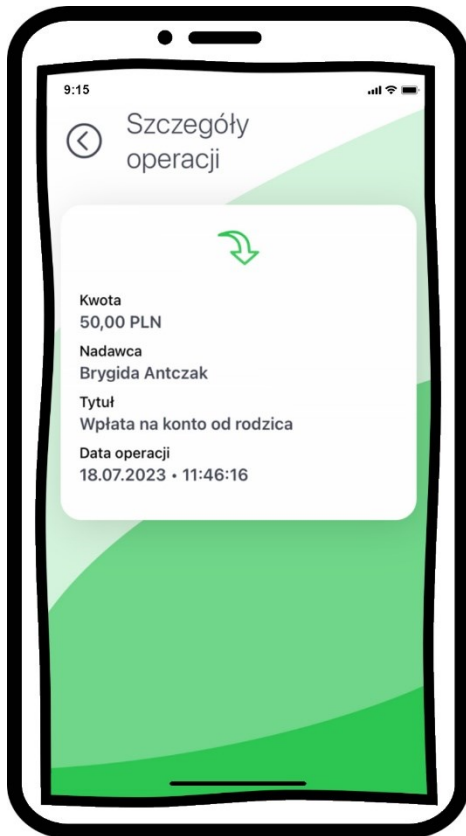 9:15
Szczegóły
operacji
Kwota
50,00 PLN
Nadawca
Brygida Antczak
Tytuł
Wpłata na konto od rodzica
Data operacji
18.07.2023 • 11:46:16